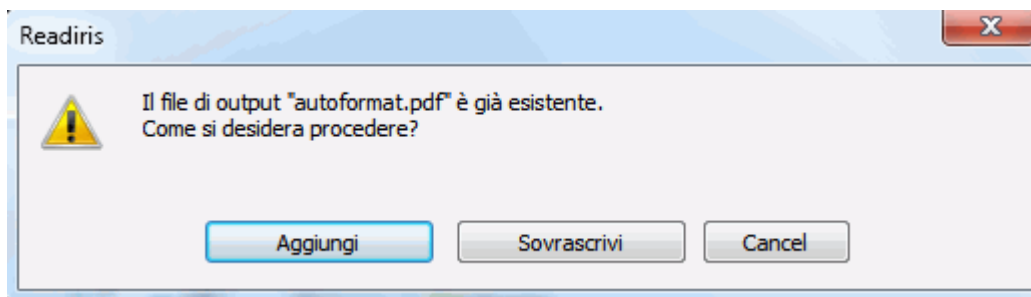 Readiris
Il file di output "autoformat.pdf" è già esistente.
Come si desidera procedere?
Aggiungi
Sovrascrivi
Cancel